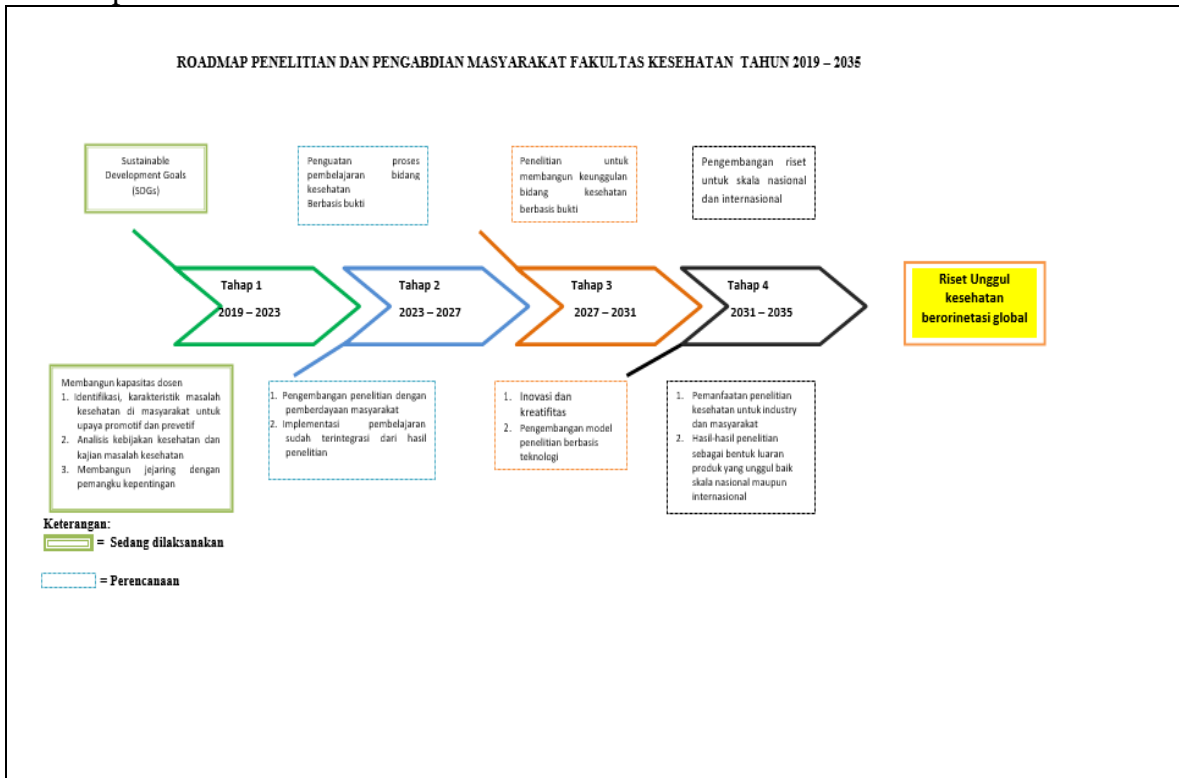 ROADMAP PENELITIAN DAN PENGABDIAN MASYARAKAT FAKULTAS KESEHATAN TAHUN 2019 – 2035
Sustainable
Development Goals
(SDGs)
Penguatan proses
pembelajaran bidang
kesehatan
Berbasis bukti
Penelitian untuk
membangun keunggulan
bidang kesehatan
berbasis bukti
Pengembangan riset
untuk skala nasional
dan internasional
Tahap 1
2019 – 2023
Tahap 2
2023 – 2027
Tahap 3
2027 – 2031
Tahap 4
2031 – 2035
Riset Unggul
kesehatan
berorinetasi global
Membangun kapasitas dosen
1. Identifikasi, karakteristik masalah
kesehatan di masyarakat untuk
upaya promotif dan prevetif
2. Analisis kebijakan kesehatan dan
kajian masalah kesehatan
3. Membangun jejaring dengan
pemangku kepentingan
1. Pengembangan penelitian dengan
pemberdayaan masyarakat
2. Implementasi pembelajaran
sudah terintegrasi dari hasil
penelitian
1. Inovasi dan
kreatifitas
2. Pengembangan model
penelitian berbasis
teknologi
1. Pemanfaatan penelitian
kesehatan untuk industry
dan masyarakat
2. Hasil-hasil penelitian
sebagai bentuk luaran
produk yang unggul baik
skala nasional maupun
internasional
Keterangan:
= Sedang dilaksanakan
= Perencanaan